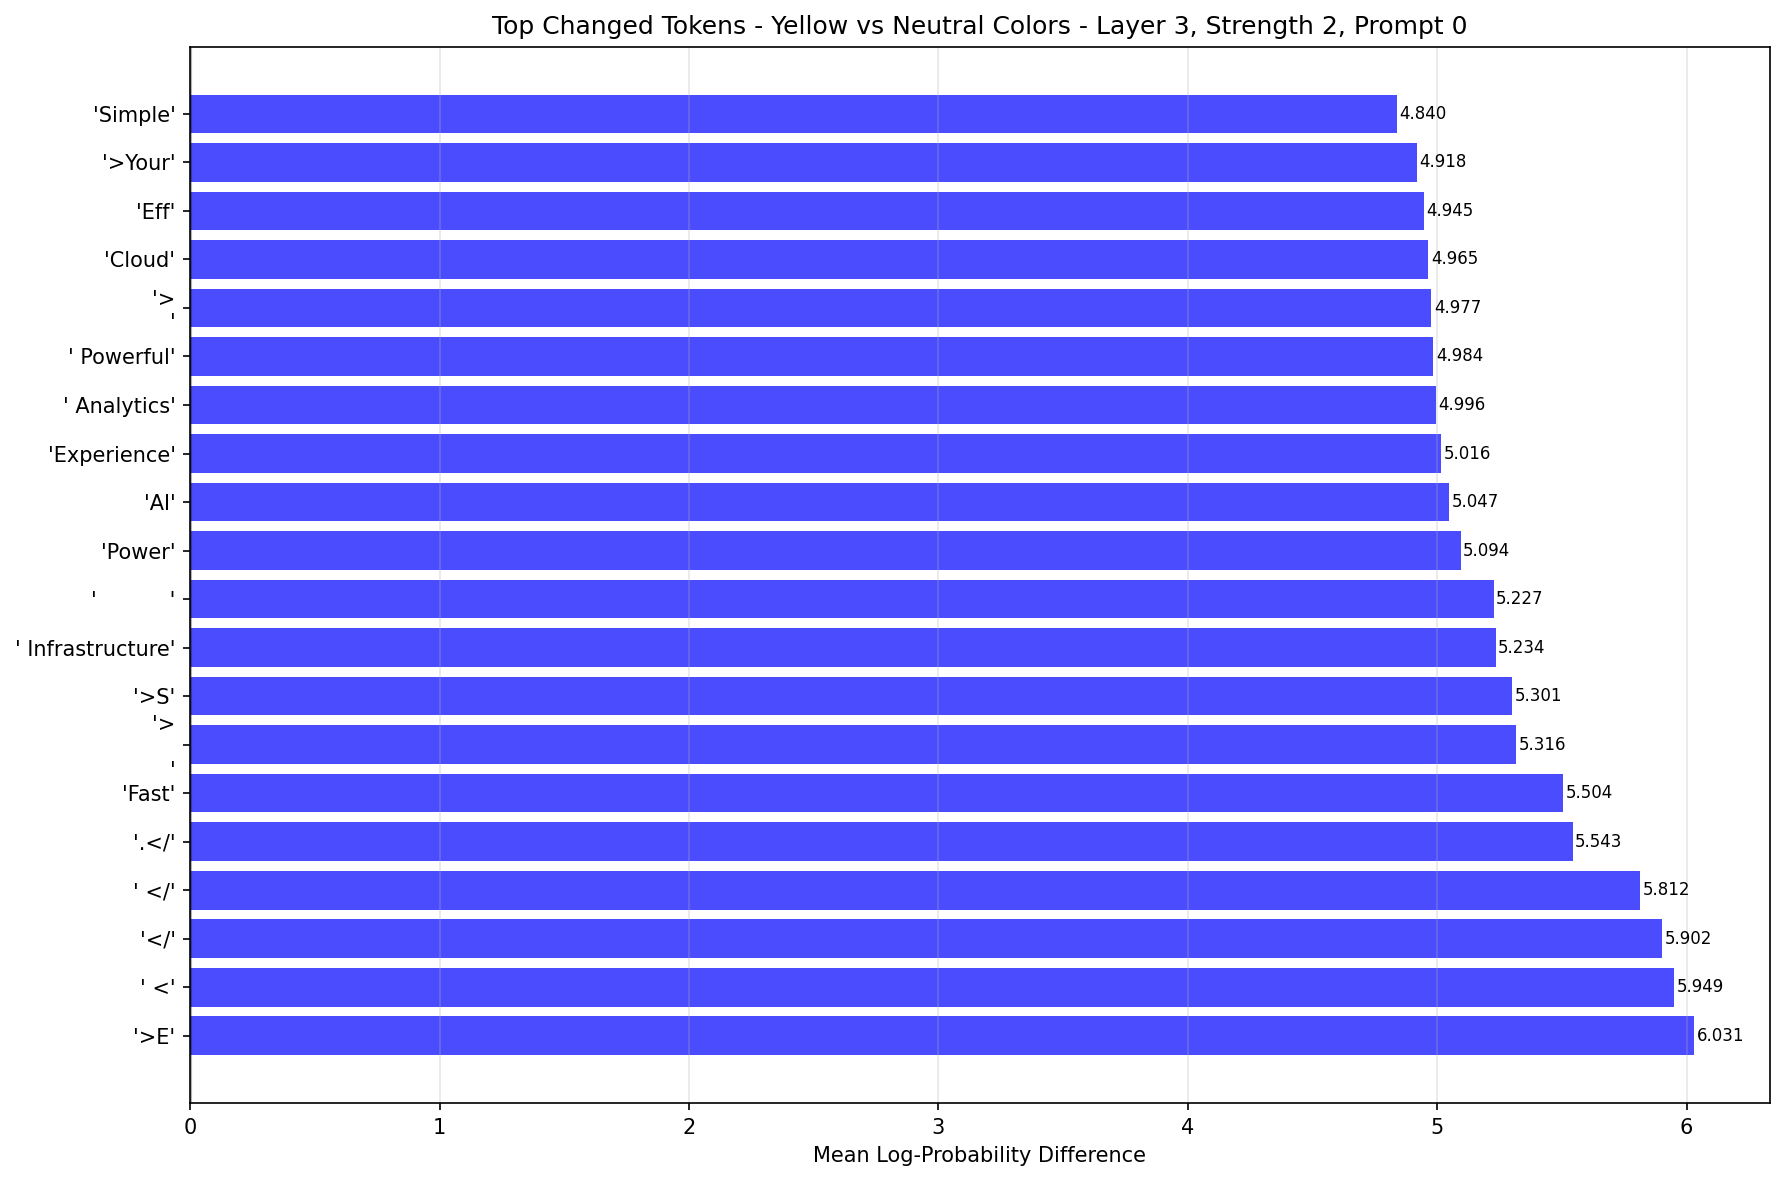 Top Changed Tokens - Yellow vs Neutral Colors - Layer 3, Strength 2, Prompt 0
'Simple' 4.840
'>Your' 4.918
'Eff' 4.945
'Cloud' 4.965
'>
' 4.977
' Powerful' 4.984
' Analytics' 4.996
'Experience' 5.016
'AI' 5.047
'Power' 5.094
'            ' 5.227
' Infrastructure' 5.234
'>S' 5.301
'>
5.316
'
'Fast' 5.504
'.</' 5.543
' </' 5.812
'</' 5.902
' <' 5.949
'>E' 6.031
0 1 2 3 4 5 6
Mean Log-Probability Difference